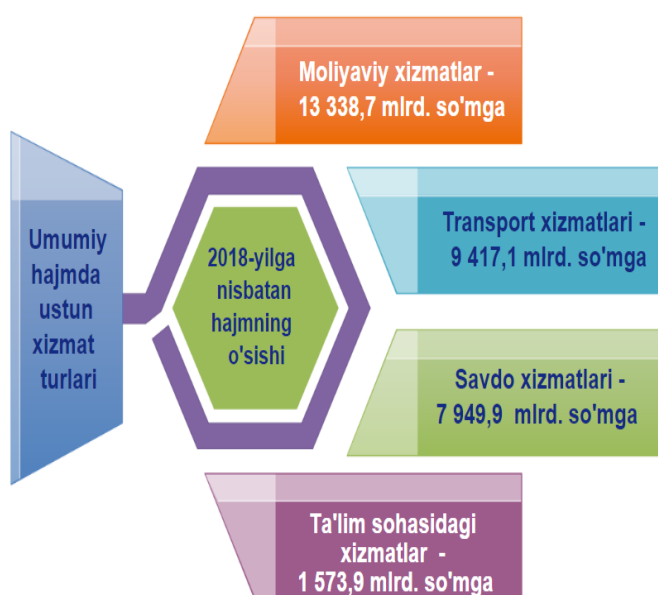 Umumiy
hajmda
ustun
xizmat
turlari
2018-yilga
nisbatan
hajmning
o'sishi
Moliyaviy xizmatlar -
13 338,7 mlrd. so'mga
Transport xizmatlari -
9 417,1 mlrd. so'mga
Savdo xizmatlari -
7 949,9 mlrd. so'mga
Ta'lim sohasidagi
xizmatlar -
1 573,9 mlrd. so'mga